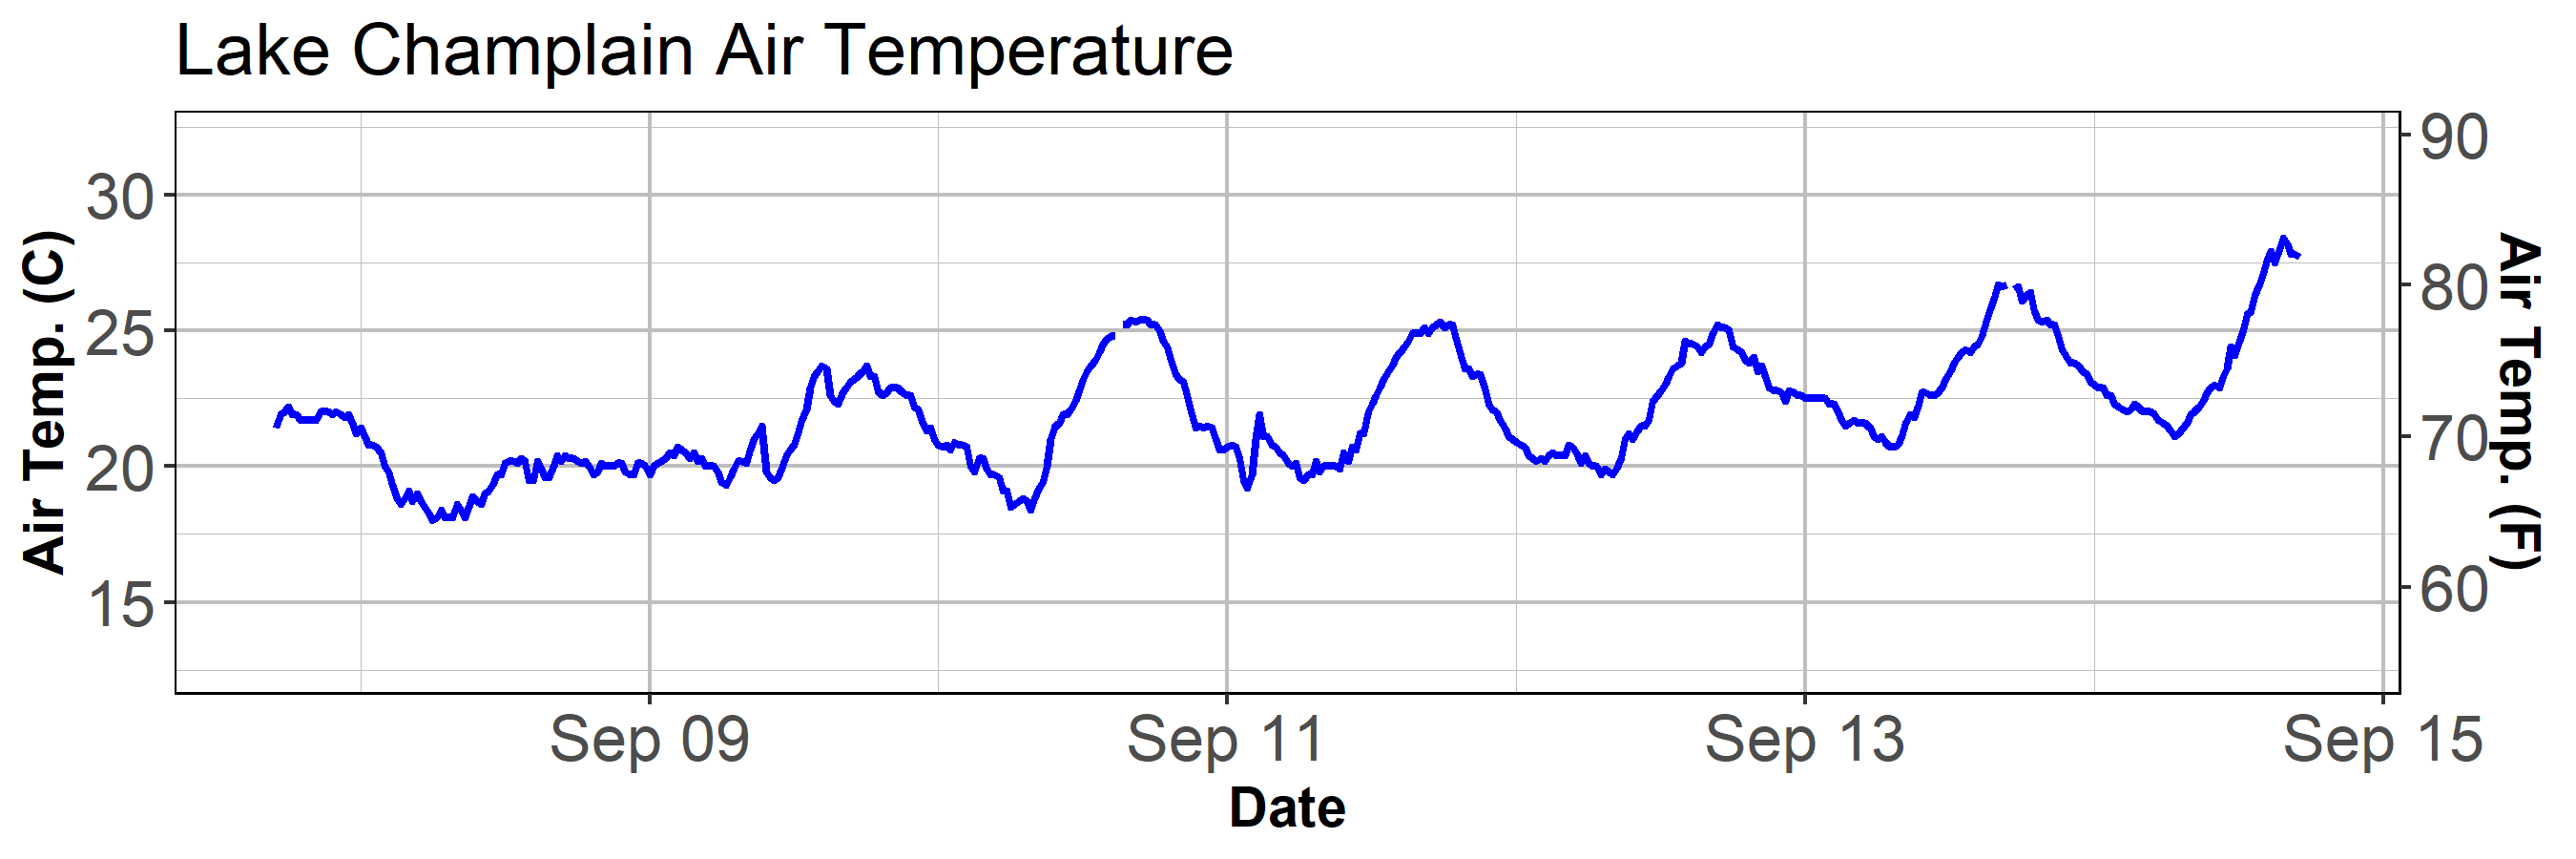 Lake Champlain Air Temperature
Air Temp. (C)
30
25
20
15
90
80
70
60
Air Temp. (F)
Sep 09
Sep 11
Sep 13
Sep 15
Date